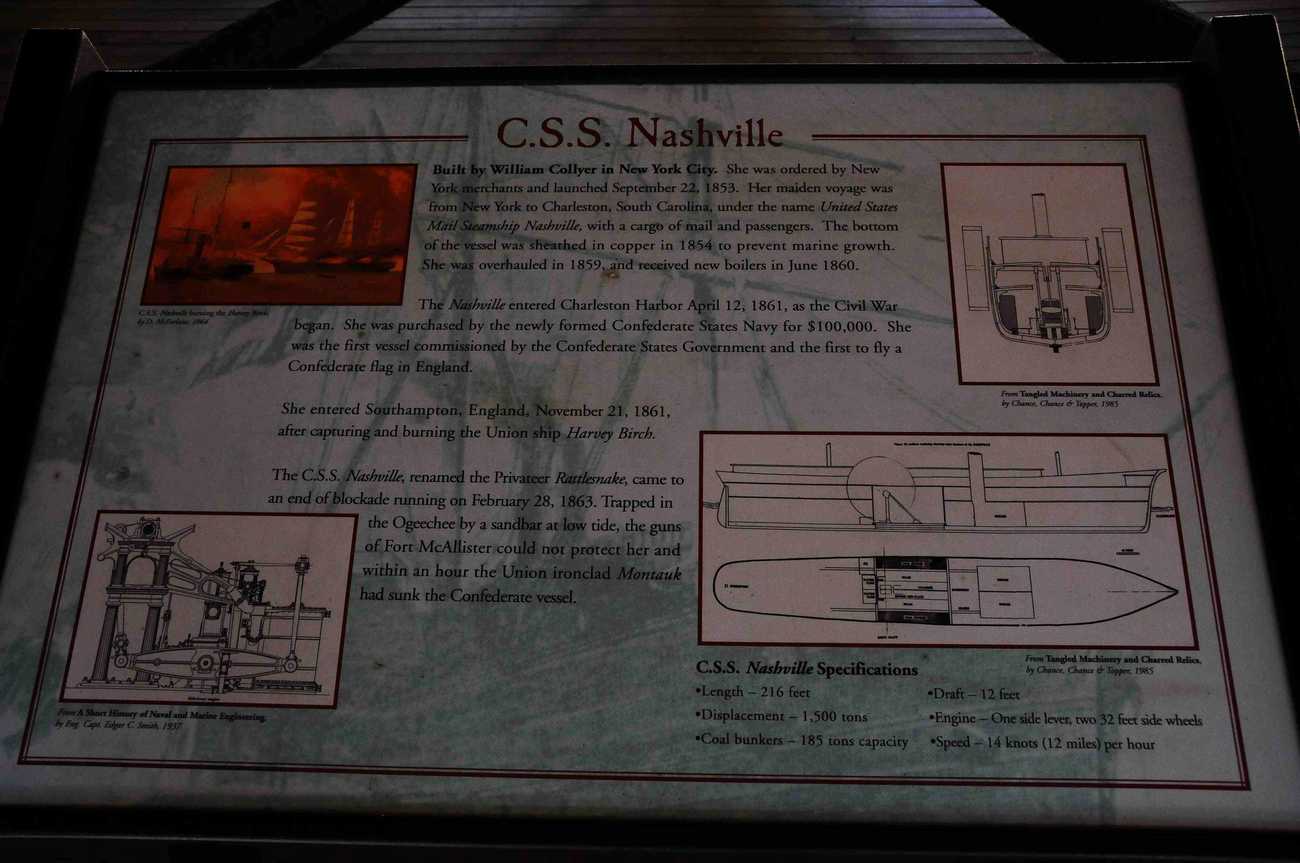 C.S.S. Nashville
Built by William Collyer in New York City. She was ordered by New
York merchants and launched September 22, 1853. Her maiden voyage was
from New York to Charleston, South Carolina, under the name United States
Mail Steamship Nashville, with a cargo of mail and passengers. The bottom
of the vessel was sheathed in copper in 1854 to prevent marine growth.
She was overhauled in 1859, and received new boilers in June 1860.
C.S.S. Nashville burning the Harvey Birch,
by D. McFarlane, 1864
The Nashville entered Charleston Harbor April 12, 1861, as the Civil War
began. She was purchased by the newly formed Confederate States Navy for $100,000. She
was the first vessel commissioned by the Confederate States Government and the first to fly a
Confederate flag in England.
From Tangled Machinery and Charred Relics,
by Chance, Chance & Topper, 1985
She entered Southampton, England, November 21, 1861,
after capturing and burning the Union ship Harvey Birch.
The C.S.S. Nashville, renamed the Privateer Rattlesnake, came to
an end of blockade running on February 28, 1863. Trapped in
the Ogeechee by a sandbar at low tide, the guns
of Fort McAllister could not protect her and
within an hour the Union ironclad Montauk
had sunk the Confederate vessel.
From A Short History of Naval and Marine Engineering,
by Eng. Capt. Edgar C. Smith, 1937
From Tangled Machinery and Charred Relics,
by Chance, Chance & Topper, 1985
C.S.S. Nashville Specifications
•Length – 216 feet
•Displacement – 1,500 tons
•Coal bunkers – 185 tons capacity
•Draft – 12 feet
•Engine – One side lever, two 32 feet side wheels
•Speed – 14 knots (12 miles) per hour